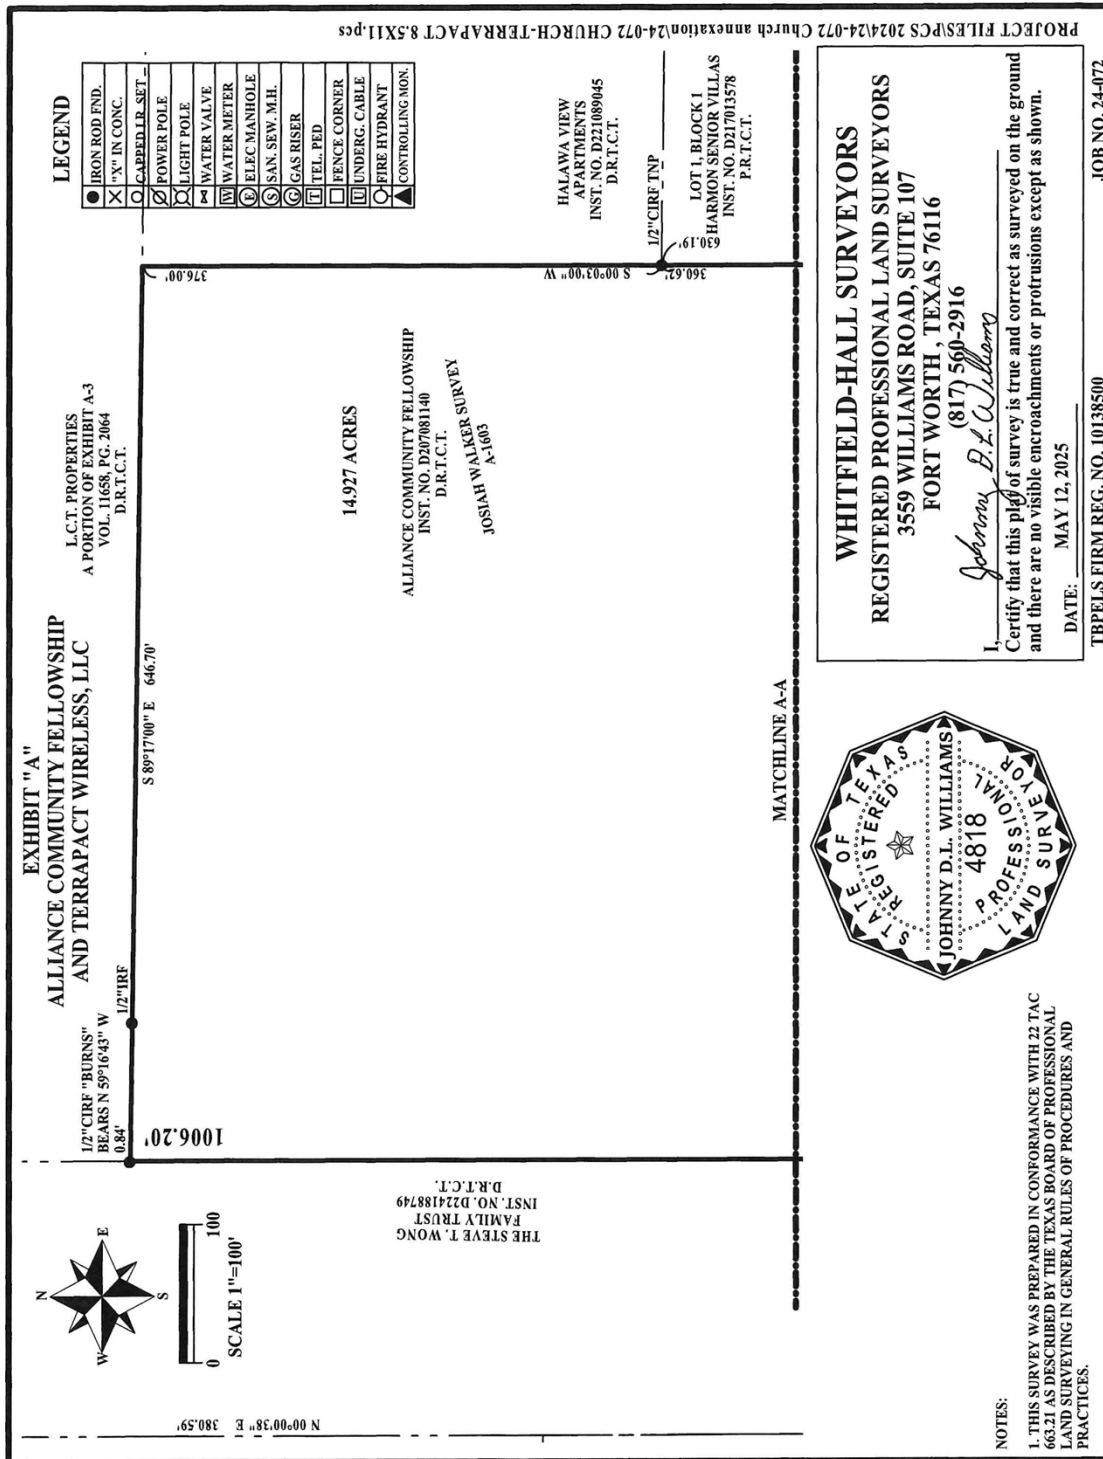 EXHIBIT "A"
ALLIANCE COMMUNITY FELLOWSHIP
AND TERRAPACT WIRELESS, LLC
N
W
E
S
0
100
SCALE 1"=100'
N 00°00'38" E 380.59'
1/2"CIRF "BURNS"
BEARS N 59°16'43" W
0.84'
1/2"IRF
1006.20'
S 89°17'00" E 646.70'
L.C.T. PROPERTIES
A PORTION OF EXHIBIT A-3
VOL. 11658, PG. 2064
D.R.T.C.T.
LEGEND
IRON ROD FND.
"X" IN CONC.
CAPPED I.R. SET
POWER POLE
LIGHT POLE
WATER VALVE
W WATER METER
E ELEC MANHOLE
S SAN. SEW. M.H.
G GAS RISER
T TEL. PED
FENCE CORNER
U UNDERG. CABLE
FIRE HYDRANT
CONTROLLING MON.
376.00'
14.927 ACRES
ALLIANCE COMMUNITY FELLOWSHIP
INST. NO. D207081140
D.R.T.C.T.
JOSIAH WALKER SURVEY
A-1603
THE STEVE T. WONG
FAMILY TRUST
INST. NO. D224188749
D.R.T.C.T.
S 00°03'00" W
630.19'
360.62'
HALAWA VIEW
APARTMENTS
INST. NO. D221089045
D.R.T.C.T.
1/2"CIRF TNP
LOT 1, BLOCK 1
HARMON SENIOR VILLAS
INST. NO. D217013578
P.R.T.C.T.
MATCHLINE A-A
NOTES:
1. THIS SURVEY WAS PREPARED IN CONFORMANCE WITH 22 TAC
663.21 AS DESCRIBED BY THE TEXAS BOARD OF PROFESSIONAL
LAND SURVEYING IN GENERAL RULES OF PROCEDURES AND
PRACTICES.
STATE OF TEXAS
REGISTERED
JOHNNY D.L. WILLIAMS
4818
PROFESSIONAL
LAND SURVEYOR
WHITFIELD-HALL SURVEYORS
REGISTERED PROFESSIONAL LAND SURVEYORS
3559 WILLIAMS ROAD, SUITE 107
FORT WORTH , TEXAS 76116
(817) 560-2916
I, Johnny D.L. Williams
Certify that this plat of survey is true and correct as surveyed on the ground
and there are no visible encroachments or protrusions except as shown.
DATE: MAY 12, 2025
TBPELS FIRM REG. NO. 10138500
JOB NO. 24-072
PROJECT FILES\PCS 2024\24-072 Church annexation\24-072 CHURCH-TERRAPACT 8.5X11.pcs